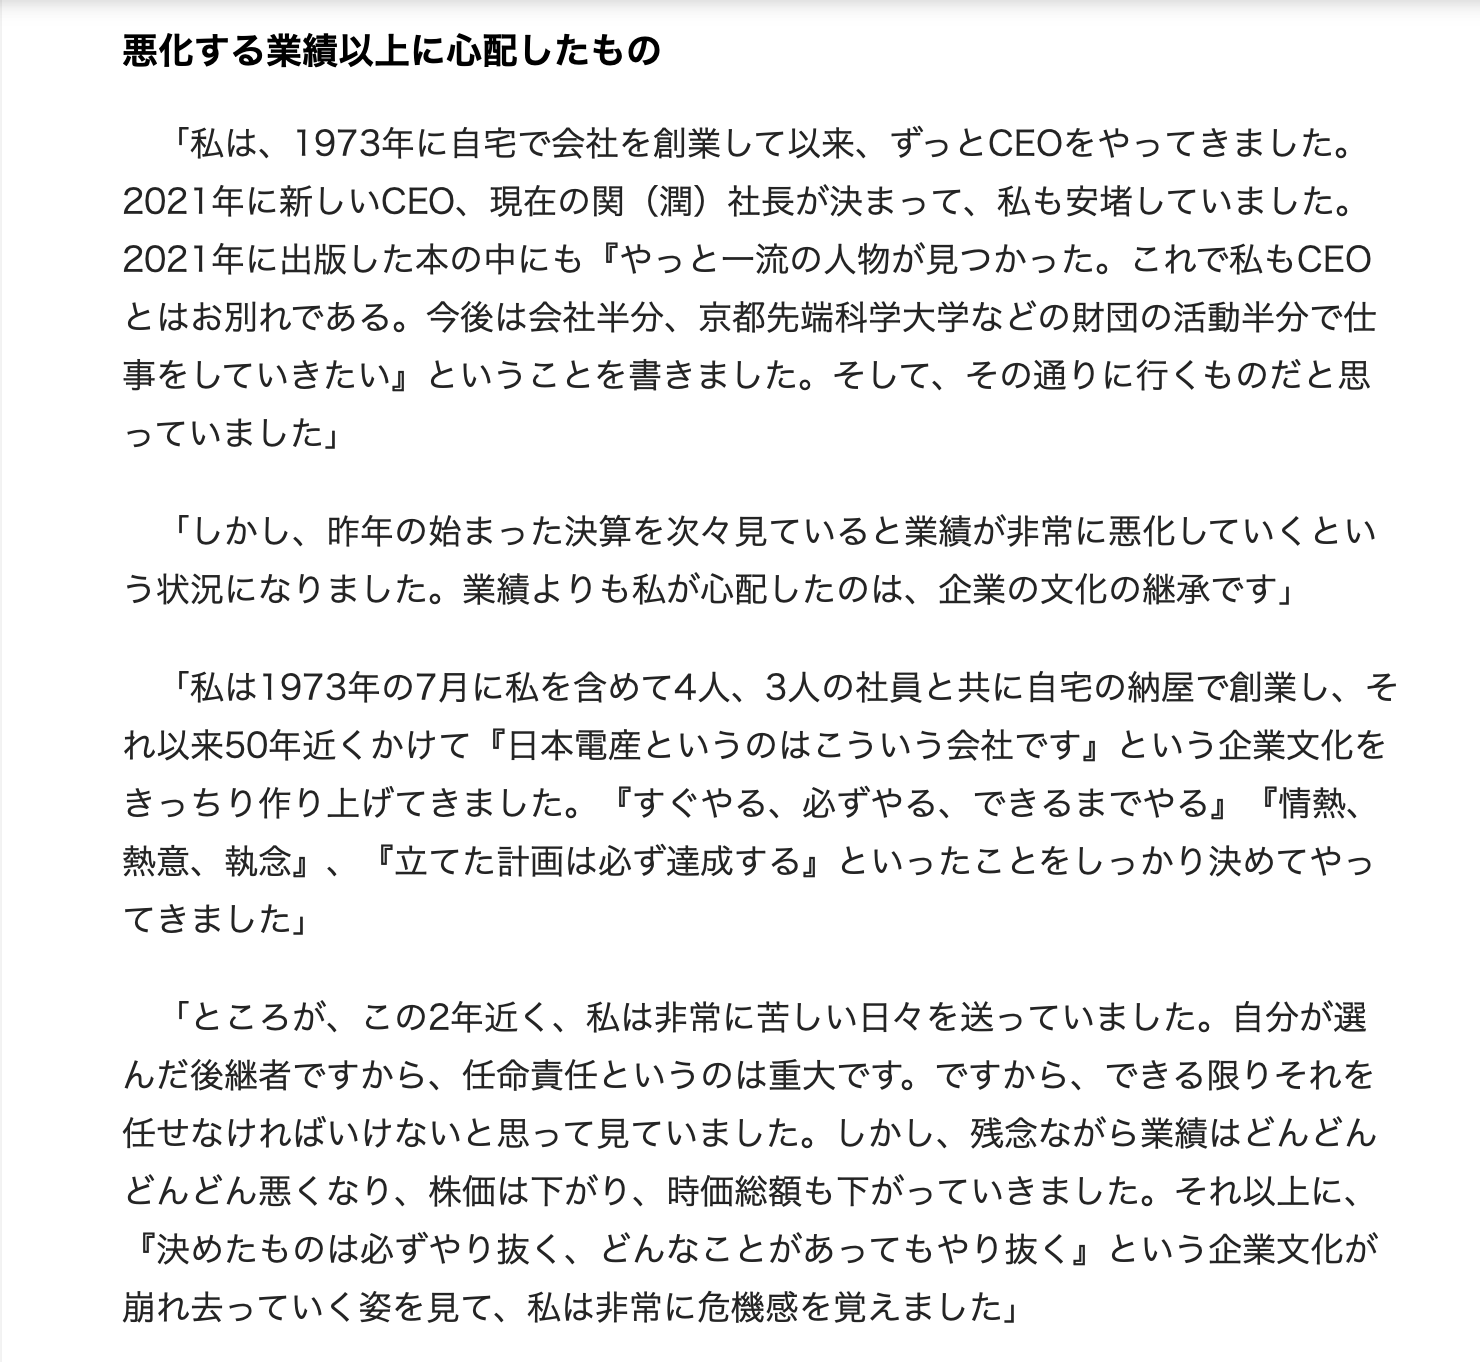 悪化する業績以上に心配したもの
「私は、1973年に自宅で会社を創業して以来、ずっとCEOをやってきました。
2021年に新しいCEO、現在の関（潤）社長が決まって、私も安堵していました。
2021年に出版した本の中にも『やっと一流の人物が見つかった。これで私もCEO
とはお別れである。今後は会社半分、京都先端科学大学などの財団の活動半分で仕
事をしていきたい』ということを書きました。そして、その通りに行くものだと思
っていました」
「しかし、昨年の始まった決算を次々見ていると業績が非常に悪化していくとい
う状況になりました。業績よりも私が心配したのは、企業の文化の継承です」
「私は1973年の7月に私を含めて4人、3人の社員と共に自宅の納屋で創業し、そ
れ以来50年近くかけて『日本電産というのはこういう会社です』という企業文化を
きっちり作り上げてきました。『すぐやる、必ずやる、できるまでやる』『情熱、
熱意、執念』、『立てた計画は必ず達成する』といったことをしっかり決めてやっ
てきました」
「ところが、この2年近く、私は非常に苦しい日々を送っていました。自分が選
んだ後継者ですから、任命責任というのは重大です。ですから、できる限りそれを
任せなければいけないと思って見ていました。しかし、残念ながら業績はどんどん
どんどん悪くなり、株価は下がり、時価総額も下がっていきました。それ以上に、
『決めたものは必ずやり抜く、どんなことがあってもやり抜く』という企業文化が
崩れ去っていく姿を見て、私は非常に危機感を覚えました」